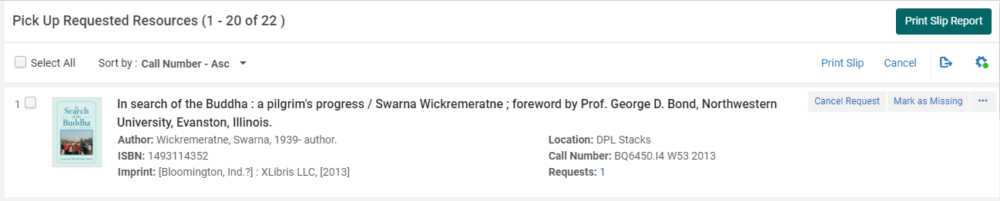 Pick Up Requested Resources (1 - 20 of 22 )
Print Slip Report
Select All
Sort by : Call Number - Asc
Print Slip
Cancel
1
In search of the Buddha : a pilgrim's progress / Swarna Wickremeratne ; foreword by Prof. George D. Bond, Northwestern
University, Evanston, Illinois.
Cancel Request
Mark as Missing
Search
of the
Buddha
Author: Wickremeratne, Swarna, 1939- author.
ISBN: 1493114352
Imprint: [Bloomington, Ind.?] : XLibris LLC, [2013]
Location: DPL Stacks
Call Number: BQ6450.I4 W53 2013
Requests: 1